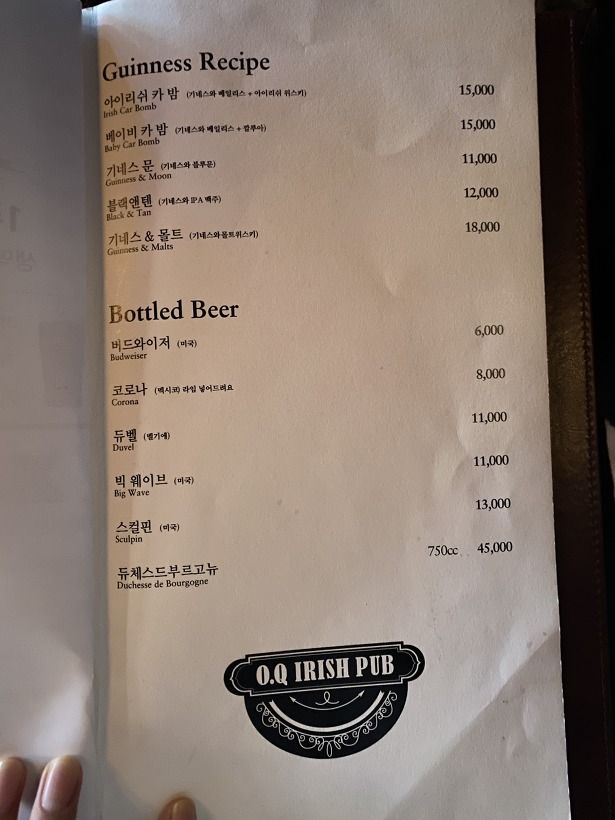 Guinness Recipe
아이리쉬 카 밤 (기네스와 베일리스 + 아이리쉬 위스키) 15,000
Irish Car Bomb
베이비 카 밤 (기네스와 베일리스 + 깔루아) 15,000
Baby Car Bomb
기네스 문 (기네스와 블루문) 11,000
Guinness & Moon
블랙앤텐 (기네스와 IPA 맥주) 12,000
Black & Tan
기네스 & 몰트 (기네스와 몰트위스키) 18,000
Guinness & Malts
Bottled Beer
버드와이저 (미국) 6,000
Budweiser
코로나 (멕시코) 라임 넣어드려요 8,000
Corona
듀벨 (벨기에) 11,000
Duvel
빅 웨이브 (미국) 11,000
Big Wave
스컬핀 (미국) 13,000
Sculpin
듀체스드부르고뉴 750cc 45,000
Duchesse de Bourgogne
O.Q IRISH PUB